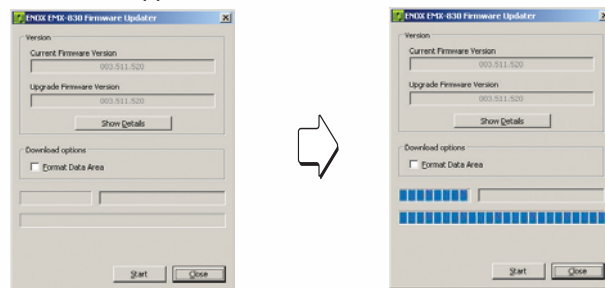 ENOX EMX-830 Firmware Updater
Version
Current Firmware Version
003.511.520
Upgrade Firmware Version
003.511.520
Show Details
Download options
Format Data Area
Start
Close
ENOX EMX-830 Firmware Updater
Version
Current Firmware Version
003.511.520
Upgrade Firmware Version
003.511.520
Show Details
Download options
Format Data Area
Start
Close